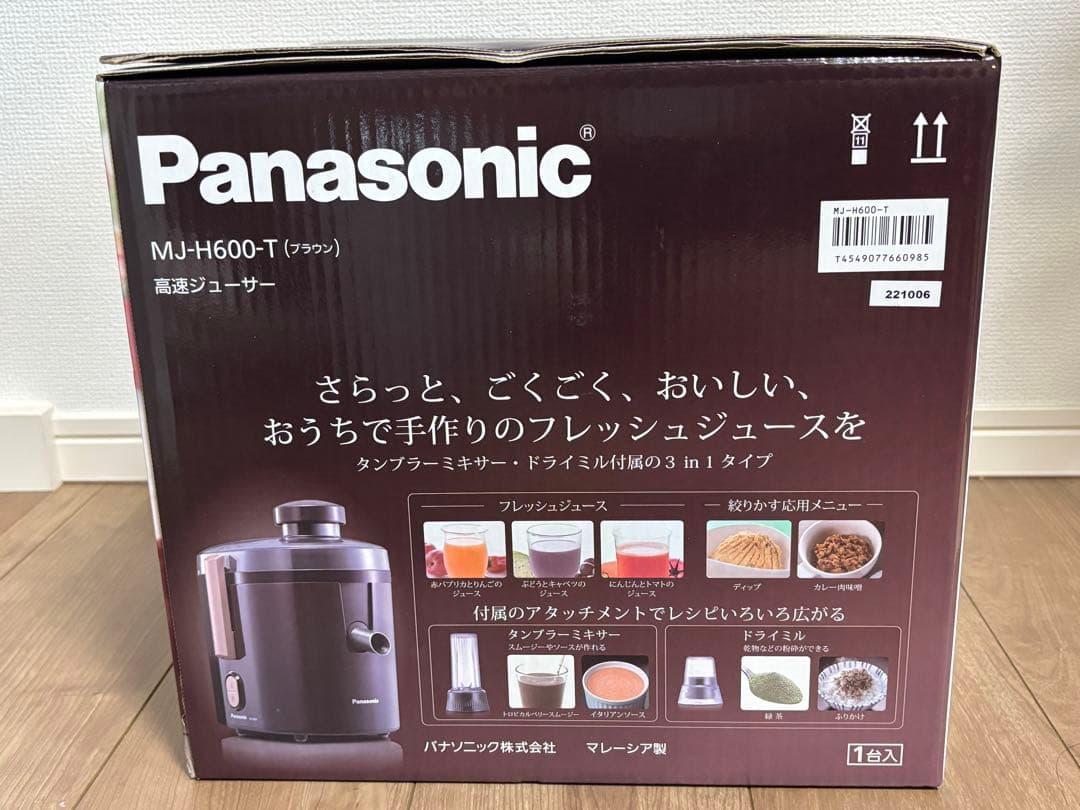 Panasonic®
11
MJ-H600-T
T4549077660985
221006
MJ-H600-T (ブラウン)
高速ジューサー
さらっと、ごくごく、おいしい、
おうちで手作りのフレッシュジュースを
タンブラーミキサー・ドライミル付属の3 in 1 タイプ
フレッシュジュース
赤パプリカとりんごの
ジュース
ぶどうとキャベツの
ジュース
にんじんとトマトの
ジュース
絞りかす応用メニュー
ディップ
カレー肉味噌
付属のアタッチメントでレシピいろいろ広がる
タンブラーミキサー
スムージーやソースが作れる
トロピカルベリースムージー
イタリアンソース
ドライミル
乾物などの粉砕ができる
緑茶
ふりかけ
Panasonic
Panasonic
パナソニック株式会社 マレーシア製
1台入